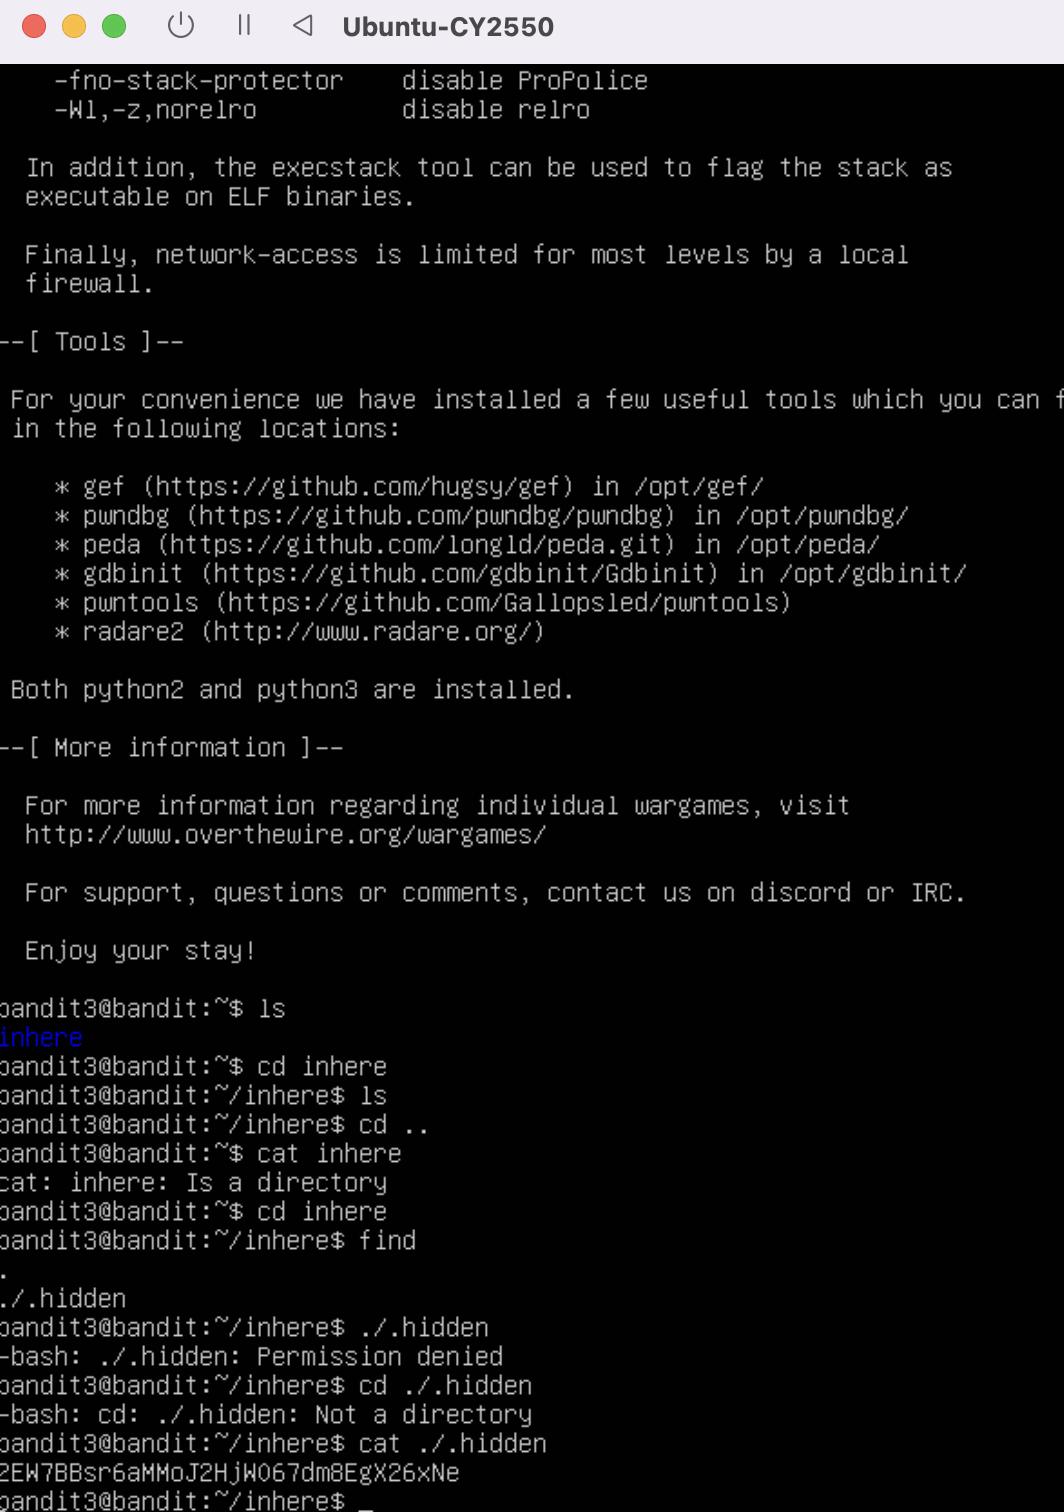 Ubuntu-CY2550
-fno-stack-protector    disable ProPolice
-Wl,-z,norelro          disable relro
In addition, the execstack tool can be used to flag the stack as
executable on ELF binaries.
Finally, network-access is limited for most levels by a local
firewall.
--[ Tools ]--
For your convenience we have installed a few useful tools which you can f
in the following locations:
* gef (https://github.com/hugsy/gef) in /opt/gef/
* pwndbg (https://github.com/pwndbg/pwndbg) in /opt/pwndbg/
* peda (https://github.com/longld/peda.git) in /opt/peda/
* gdbinit (https://github.com/gdbinit/Gdbinit) in /opt/gdbinit/
* pwntools (https://github.com/Gallopsled/pwntools)
* radare2 (http://www.radare.org/)
Both python2 and python3 are installed.
--[ More information ]--
For more information regarding individual wargames, visit
http://www.overthewire.org/wargames/
For support, questions or comments, contact us on discord or IRC.
Enjoy your stay!
bandit3@bandit:~$ ls
inhere
bandit3@bandit:~$ cd inhere
bandit3@bandit:~/inhere$ ls
bandit3@bandit:~/inhere$ cd ..
bandit3@bandit:~$ cat inhere
cat: inhere: Is a directory
bandit3@bandit:~$ cd inhere
bandit3@bandit:~/inhere$ find
.
./.hidden
bandit3@bandit:~/inhere$ ./.hidden
-bash: ./.hidden: Permission denied
bandit3@bandit:~/inhere$ cd ./.hidden
-bash: cd: ./.hidden: Not a directory
bandit3@bandit:~/inhere$ cat ./.hidden
2EW7BBsr6aMMoJ2HjW067dm8EgX26xNe
bandit3@bandit:~/inhere$ _